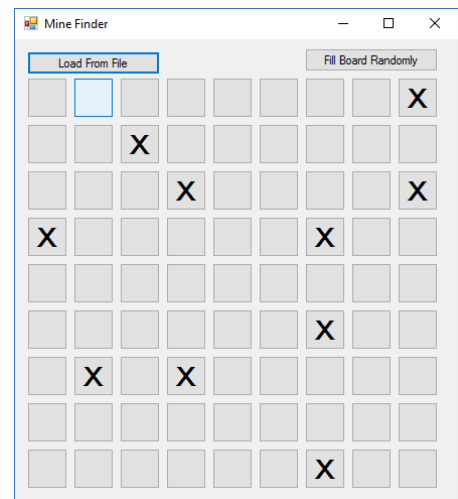 Mine Finder
Load From File
Fill Board Randomly
X
X
X X
X X
X
X X
X